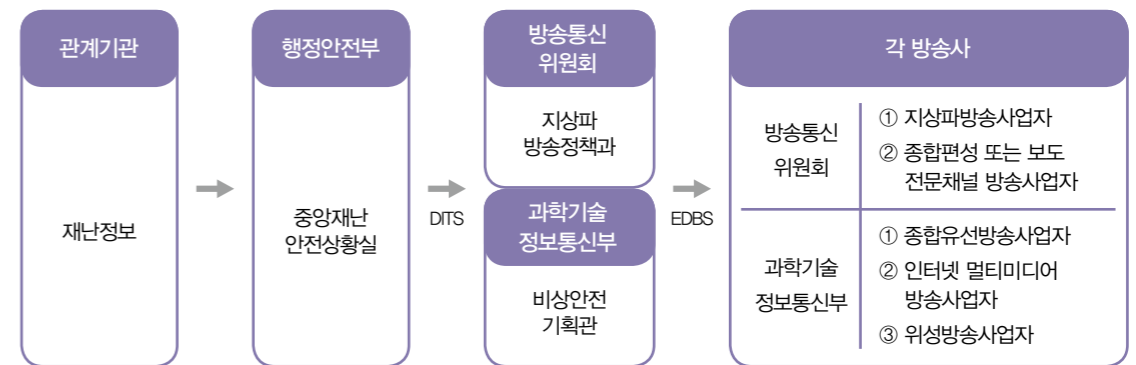 관계기관
재난정보
행정안전부
중앙재난
안전상황실
DITS
방송통신
위원회
지상파
방송정책과
과학기술
정보통신부
비상안전
기획관
EDBS
각 방송사
방송통신
위원회
① 지상파방송사업자
② 종합편성 또는 보도
전문채널 방송사업자
과학기술
정보통신부
① 종합유선방송사업자
② 인터넷 멀티미디어
방송사업자
③ 위성방송사업자